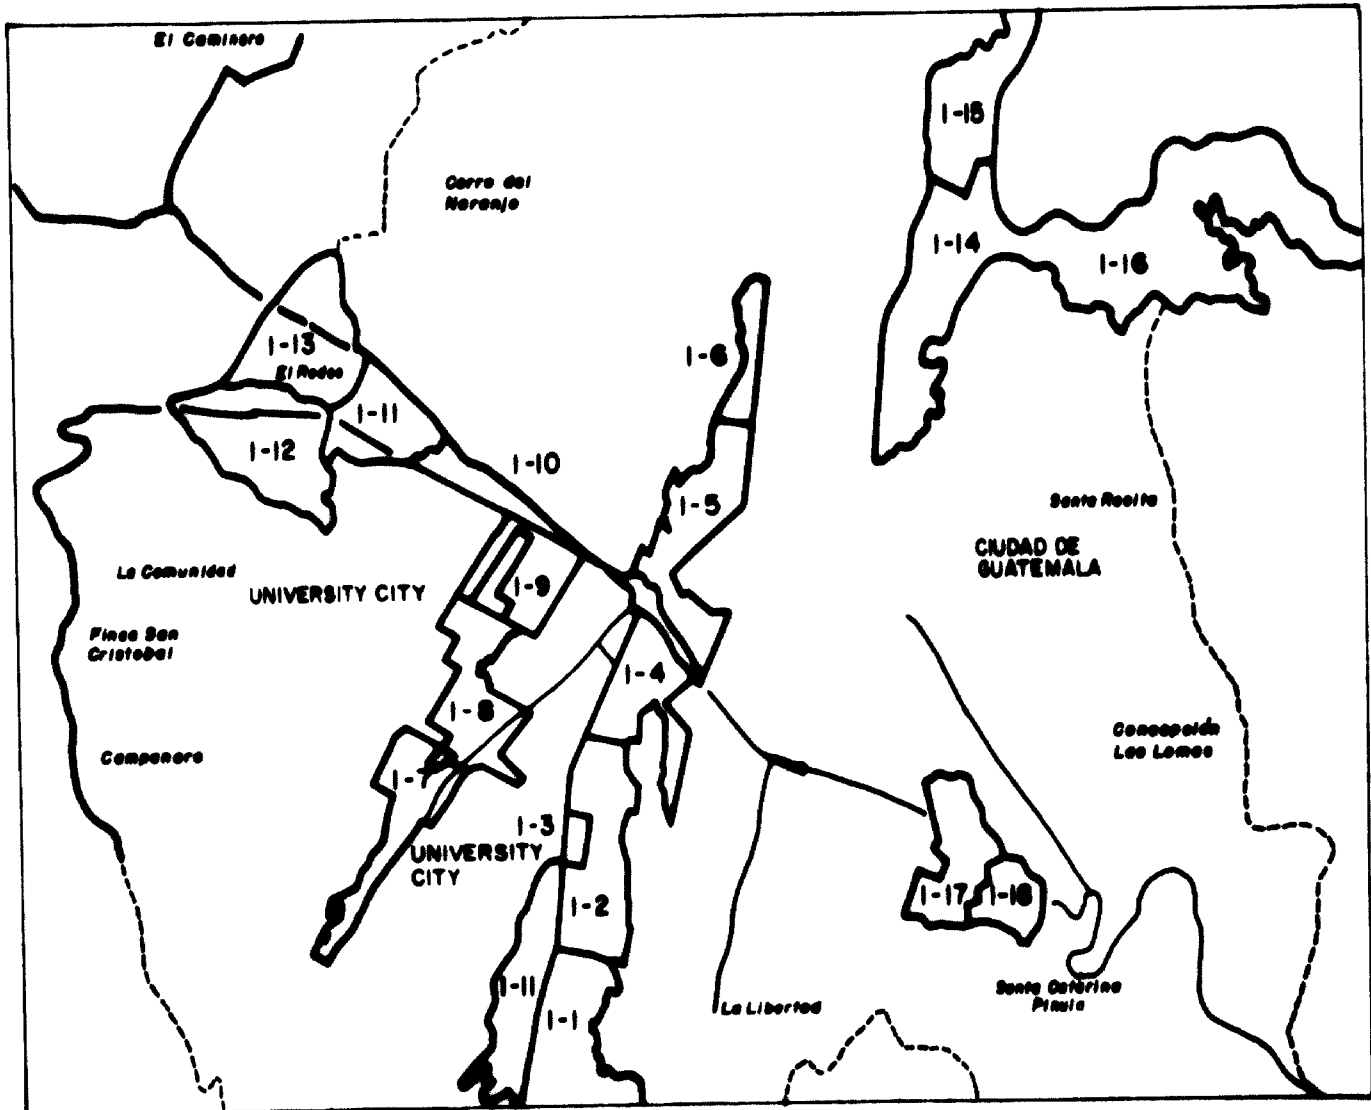 El Caminero
1-15
Cerro del
Naranjo
1-14
1-16
1-13
El Rodeo
1-6
1-11
1-12
1-10
1-5
Santa Rosita
CIUDAD DE
GUATEMALA
La Comunidad
UNIVERSITY CITY
1-9
Finca San
Cristobal
1-4
1-8
Concepción
Las Lomas
Campanero
1-7
1-3
UNIVERSITY
CITY
1-2
1-17
1-18
1-11
1-1
La Libertad
Santa Catarina
Pinula